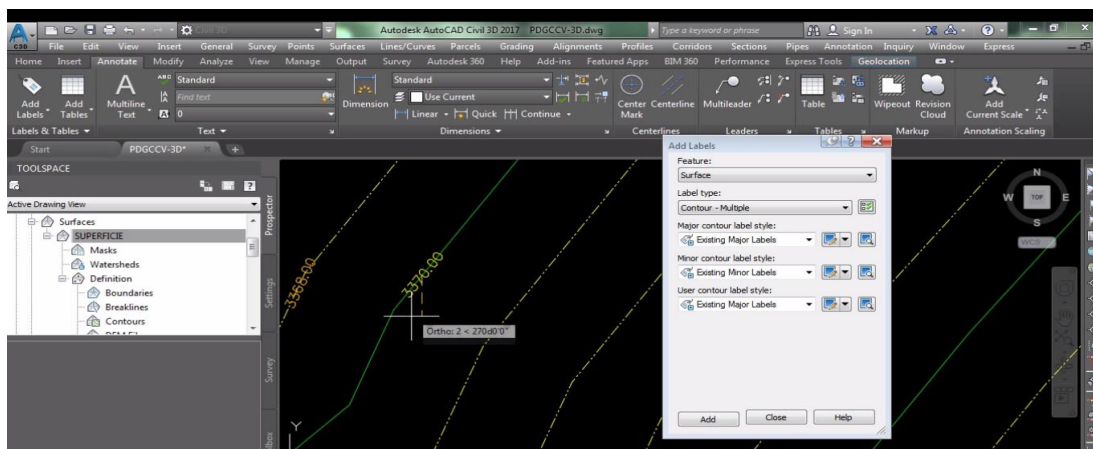 Autodesk AutoCAD Civil 3D 2017 PDGCCV-3D.dwg Type a keyword or phrase Sign In
C3D File Edit View Insert General Survey Points Surfaces Lines/Curves Parcels Grading Alignments Profiles Corridors Sections Pipes Annotation Inquiry Window Express
Home Insert Annotate Modify Analyze View Manage Output Survey Autodesk 360 Help Add-ins Featured Apps BIM 360 Performance Express Tools Geolocation
Standard
Find text
0
Add Labels
Add Tables
Multiline Text
Dimension
Standard
Use Current
Linear Quick Continue
Center Mark
Centerline
Multileader
Table
Wipeout
Revision Cloud
Add Current Scale
Labels & Tables Text Dimensions Centerlines Leaders Tables Markup Annotation Scaling
Start PDGCCV-3D*
TOOLSPACE
Active Drawing View
Surfaces
SUPERFICIE
Masks
Watersheds
Definition
Boundaries
Breaklines
Contours
Prospector
Settings
Survey
3368.00
3370.00
Ortho: 2 < 270d0'0"
Y
Add Labels
Feature:
Surface
Label type:
Contour - Multiple
Major contour label style:
Existing Major Labels
Minor contour label style:
Existing Minor Labels
User contour label style:
Existing Major Labels
Add Close Help
N
W TOP E
S
WCS